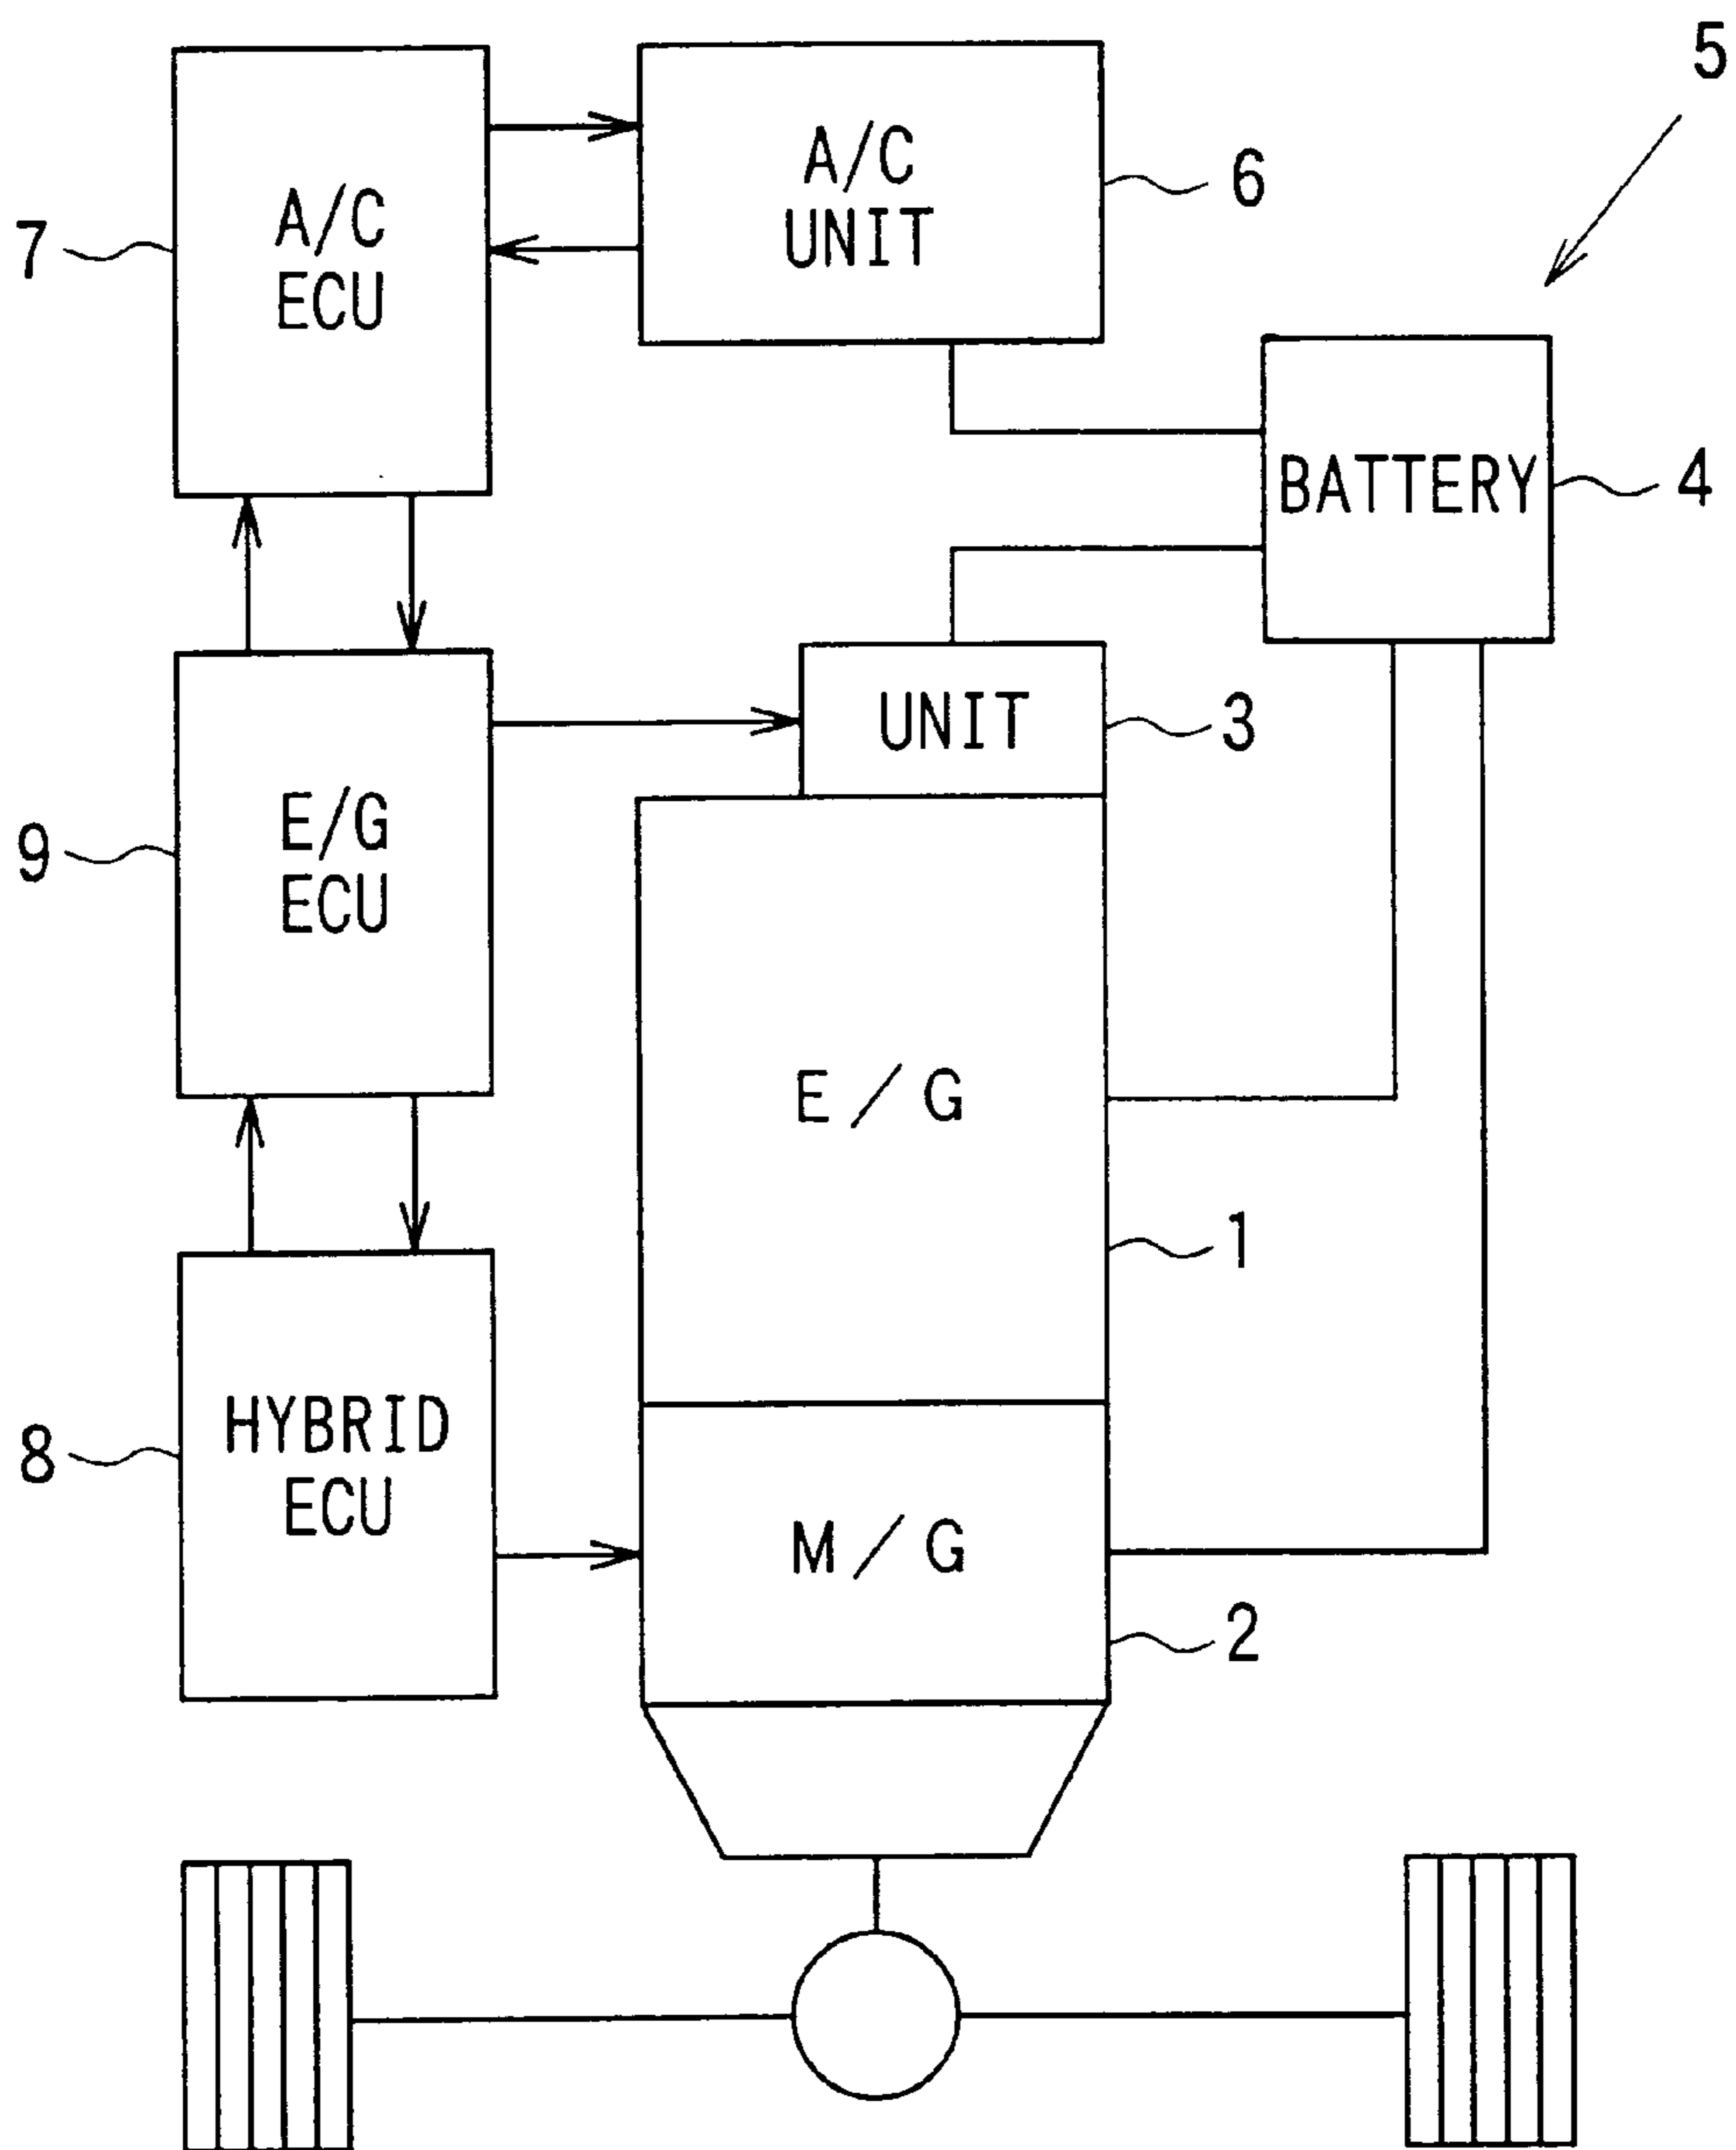 5
A/C
UNIT
6
7
A/C
ECU
BATTERY
4
UNIT
3
9
E/G
ECU
E/G
1
8
HYBRID
ECU
M/G
2